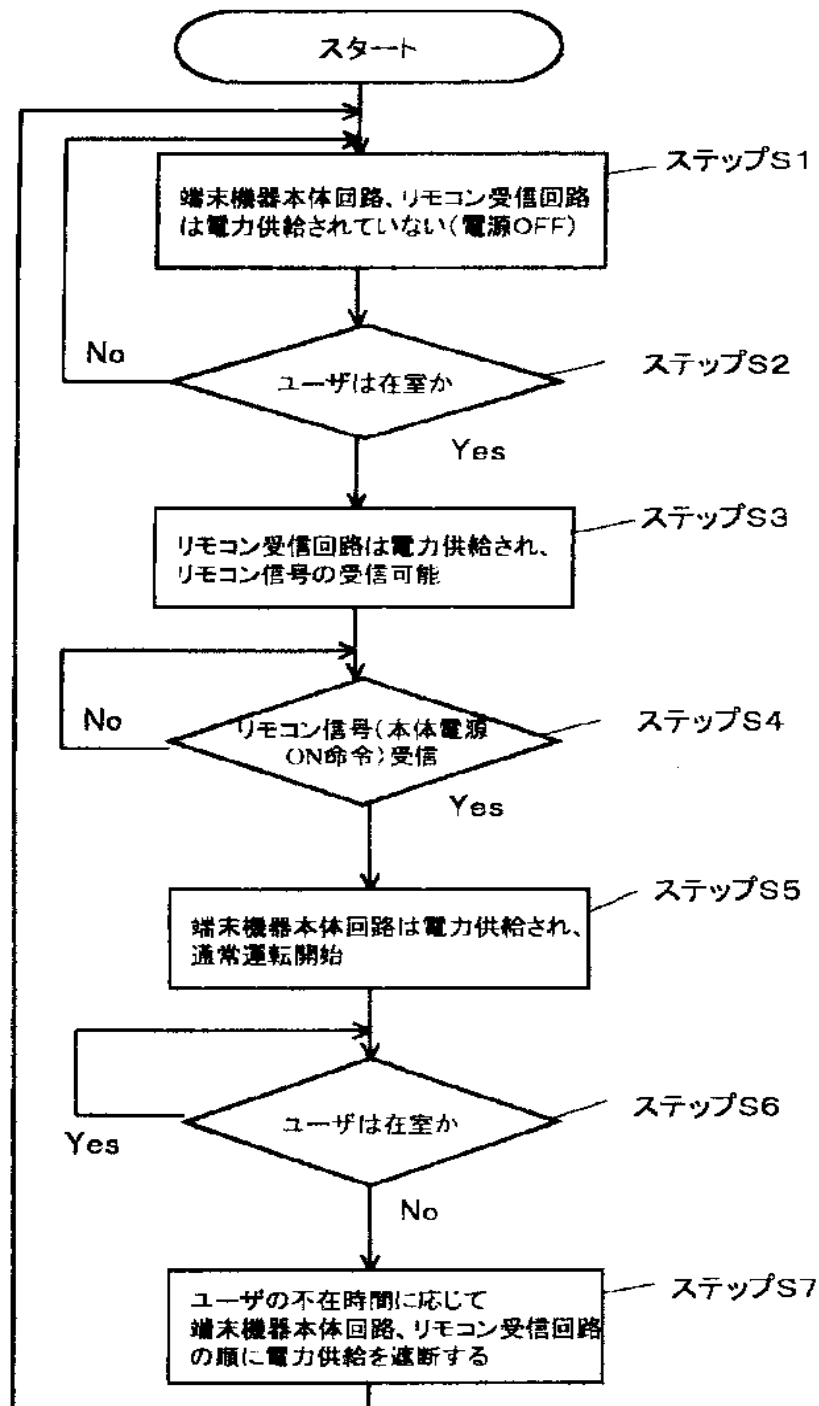 スタート
ステップS1
端末機器本体回路、リモコン受信回路
は電力供給されていない(電源OFF)
No
ユーザは在室か
ステップS2
Yes
ステップS3
リモコン受信回路は電力供給され、
リモコン信号の受信可能
No
リモコン信号(本体電源
ON命令)受信
ステップS4
Yes
ステップS5
端末機器本体回路は電力供給され、
通常運転開始
ユーザは在室か
ステップS6
Yes
No
ステップS7
ユーザの不在時間に応じて
端末機器本体回路、リモコン受信回路
の順に電力供給を遮断する